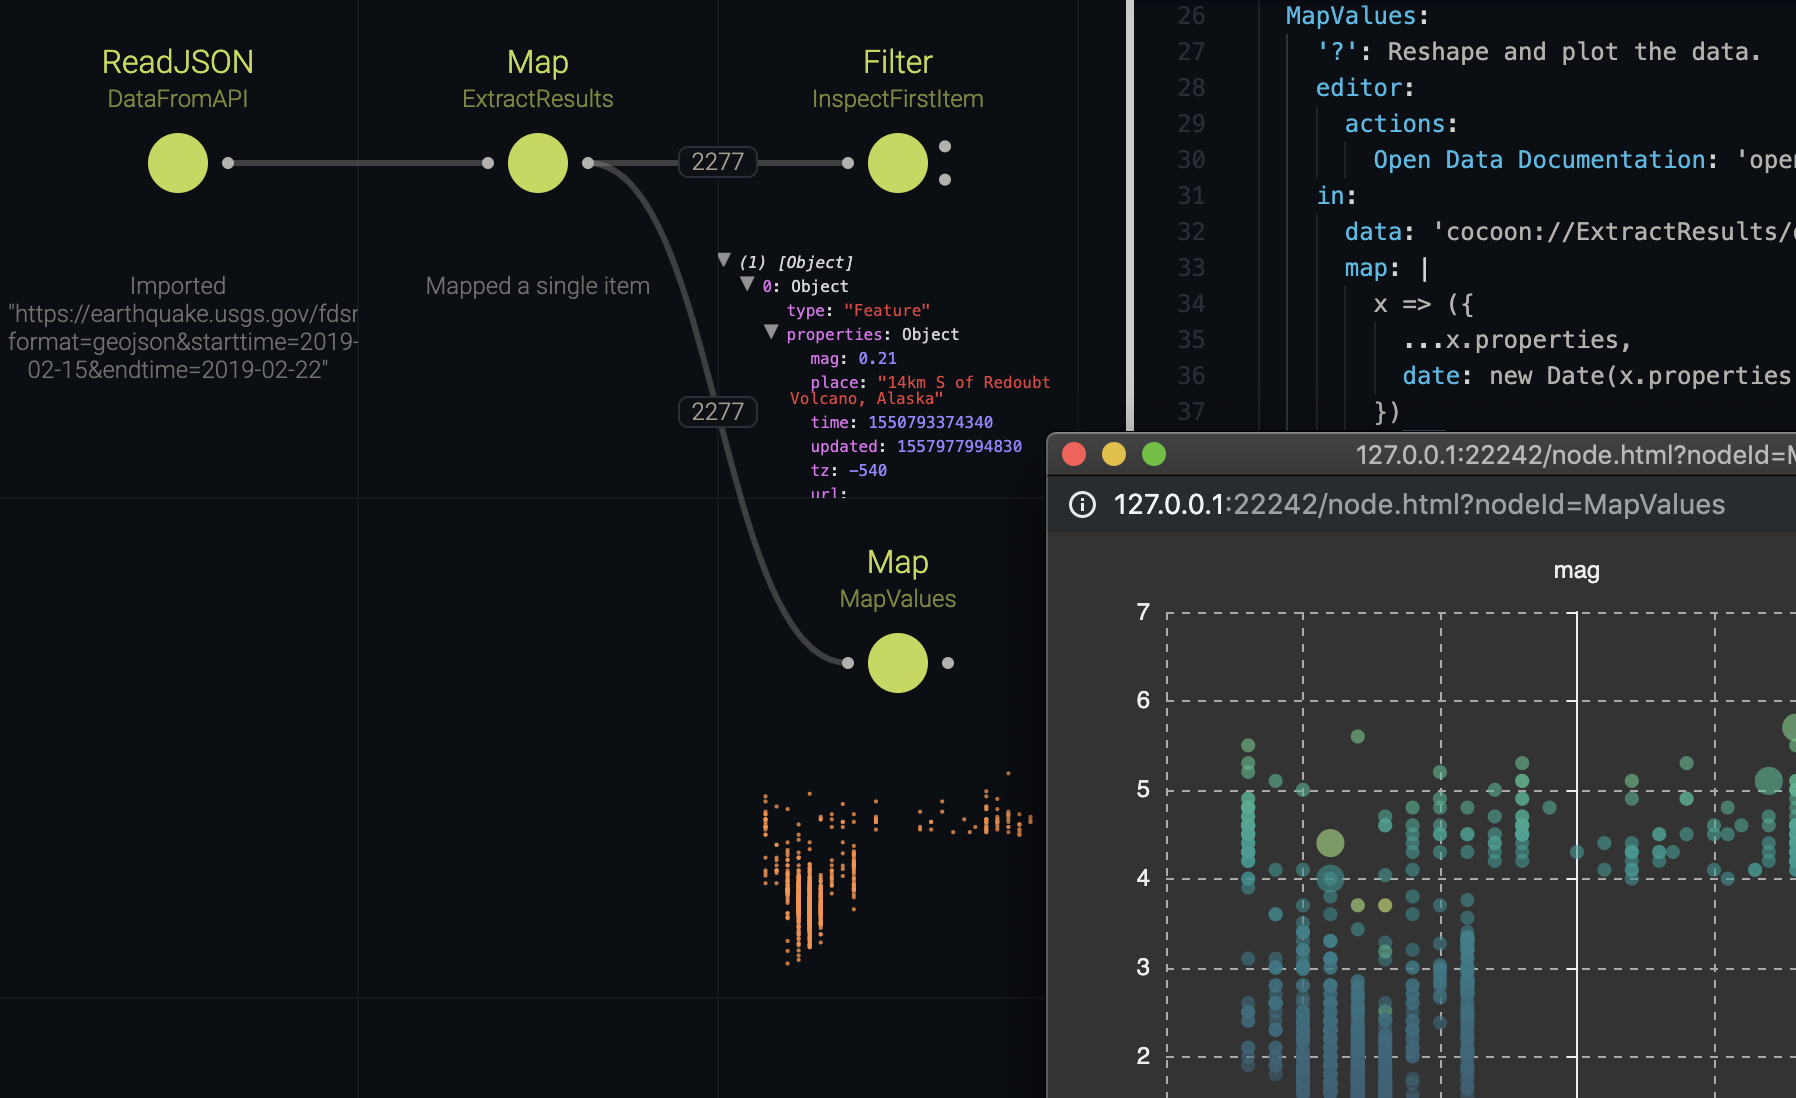 ReadJSON
DataFromAPI
Map
ExtractResults
Filter
InspectFirstItem
2277
Imported
"https://earthquake.usgs.gov/fdsn
format=geojson&starttime=2019-
02-15&endtime=2019-02-22"
Mapped a single item
▼ (1) [Object]
▼ 0: Object
type: "Feature"
▼ properties: Object
mag: 0.21
place: "14km S of Redoubt
Volcano, Alaska"
time: 1550793374340
updated: 1557977994830
tz: -540
url:
2277
Map
MapValues
26 MapValues:
27 '?': Reshape and plot the data.
28 editor:
29 actions:
30 Open Data Documentation: 'open
31 in:
32 data: 'cocoon://ExtractResults/
33 map: |
34 x => ({
35 ...x.properties,
36 date: new Date(x.properties
37 })
127.0.0.1:22242/node.html?nodeId=M
127.0.0.1:22242/node.html?nodeId=MapValues
mag
7
6
5
4
3
2